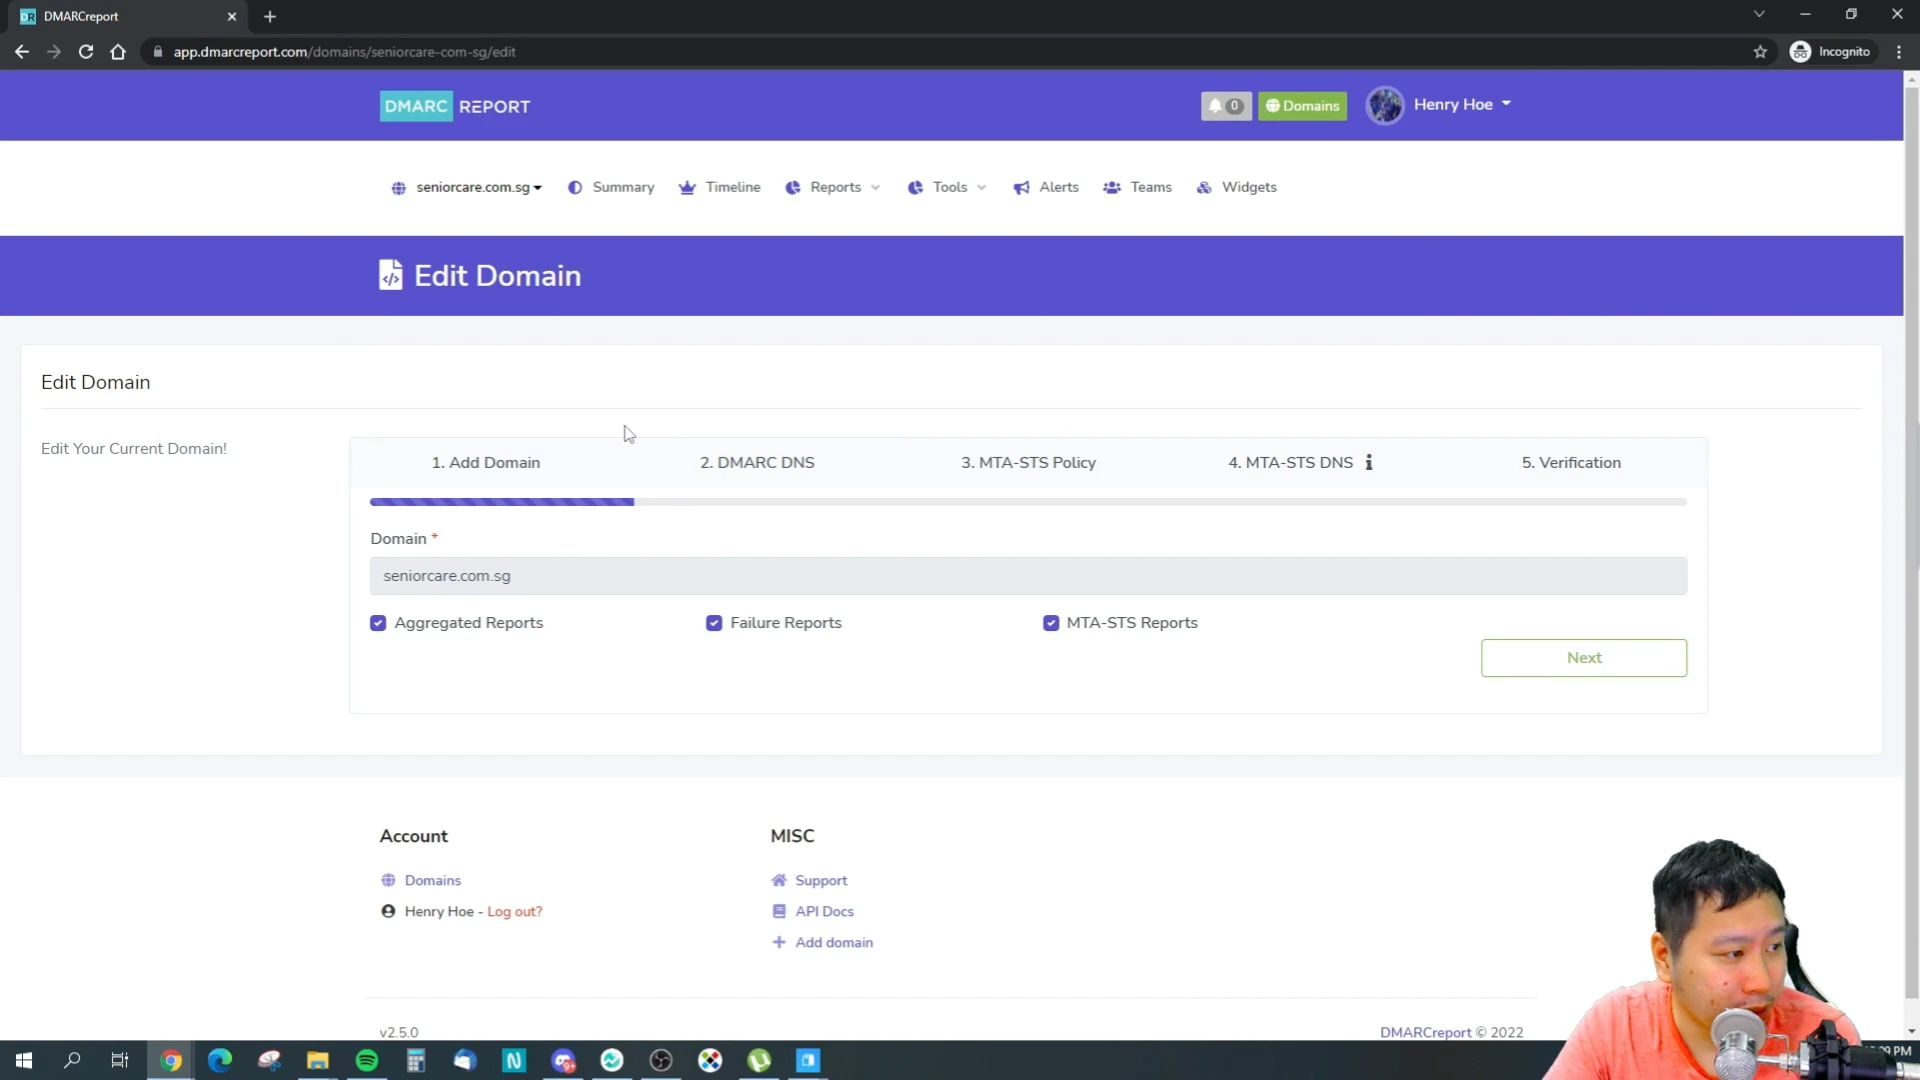 DMARCreport
app.dmarcreport.com/domains/seniorcare-com-sg/edit
Incognito
DMARC REPORT
0
Domains
Henry Hoe
seniorcare.com.sg
Summary
Timeline
Reports
Tools
Alerts
Teams
Widgets
Edit Domain
Edit Domain
Edit Your Current Domain!
1. Add Domain
2. DMARC DNS
3. MTA-STS Policy
4. MTA-STS DNS
5. Verification
Domain *
seniorcare.com.sg
Aggregated Reports
Failure Reports
MTA-STS Reports
Next
Account
MISC
Domains
Support
Henry Hoe - Log out?
API Docs
Add domain
v2.5.0
DMARCreport © 2022
PM